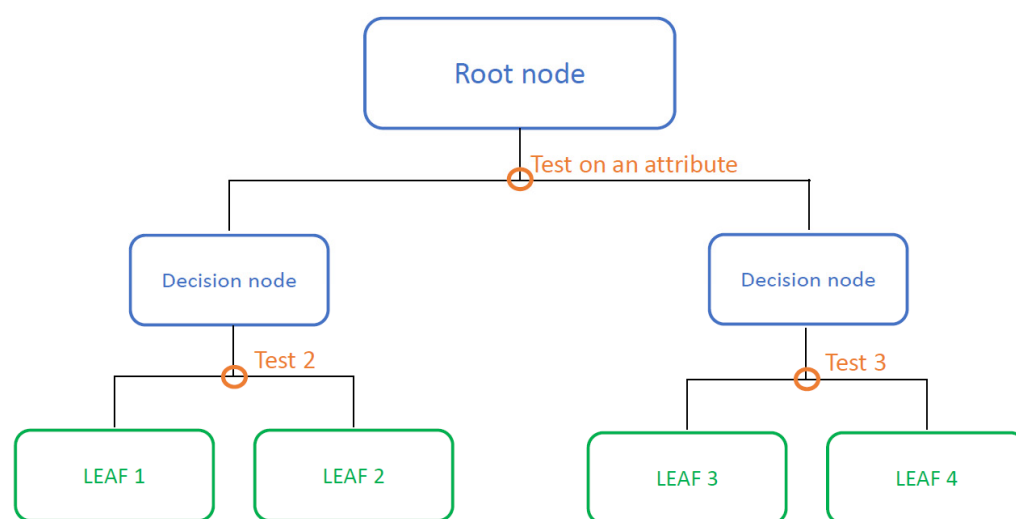 Root node
Test on an attribute
Decision node
Decision node
Test 2
Test 3
LEAF 1
LEAF 2
LEAF 3
LEAF 4